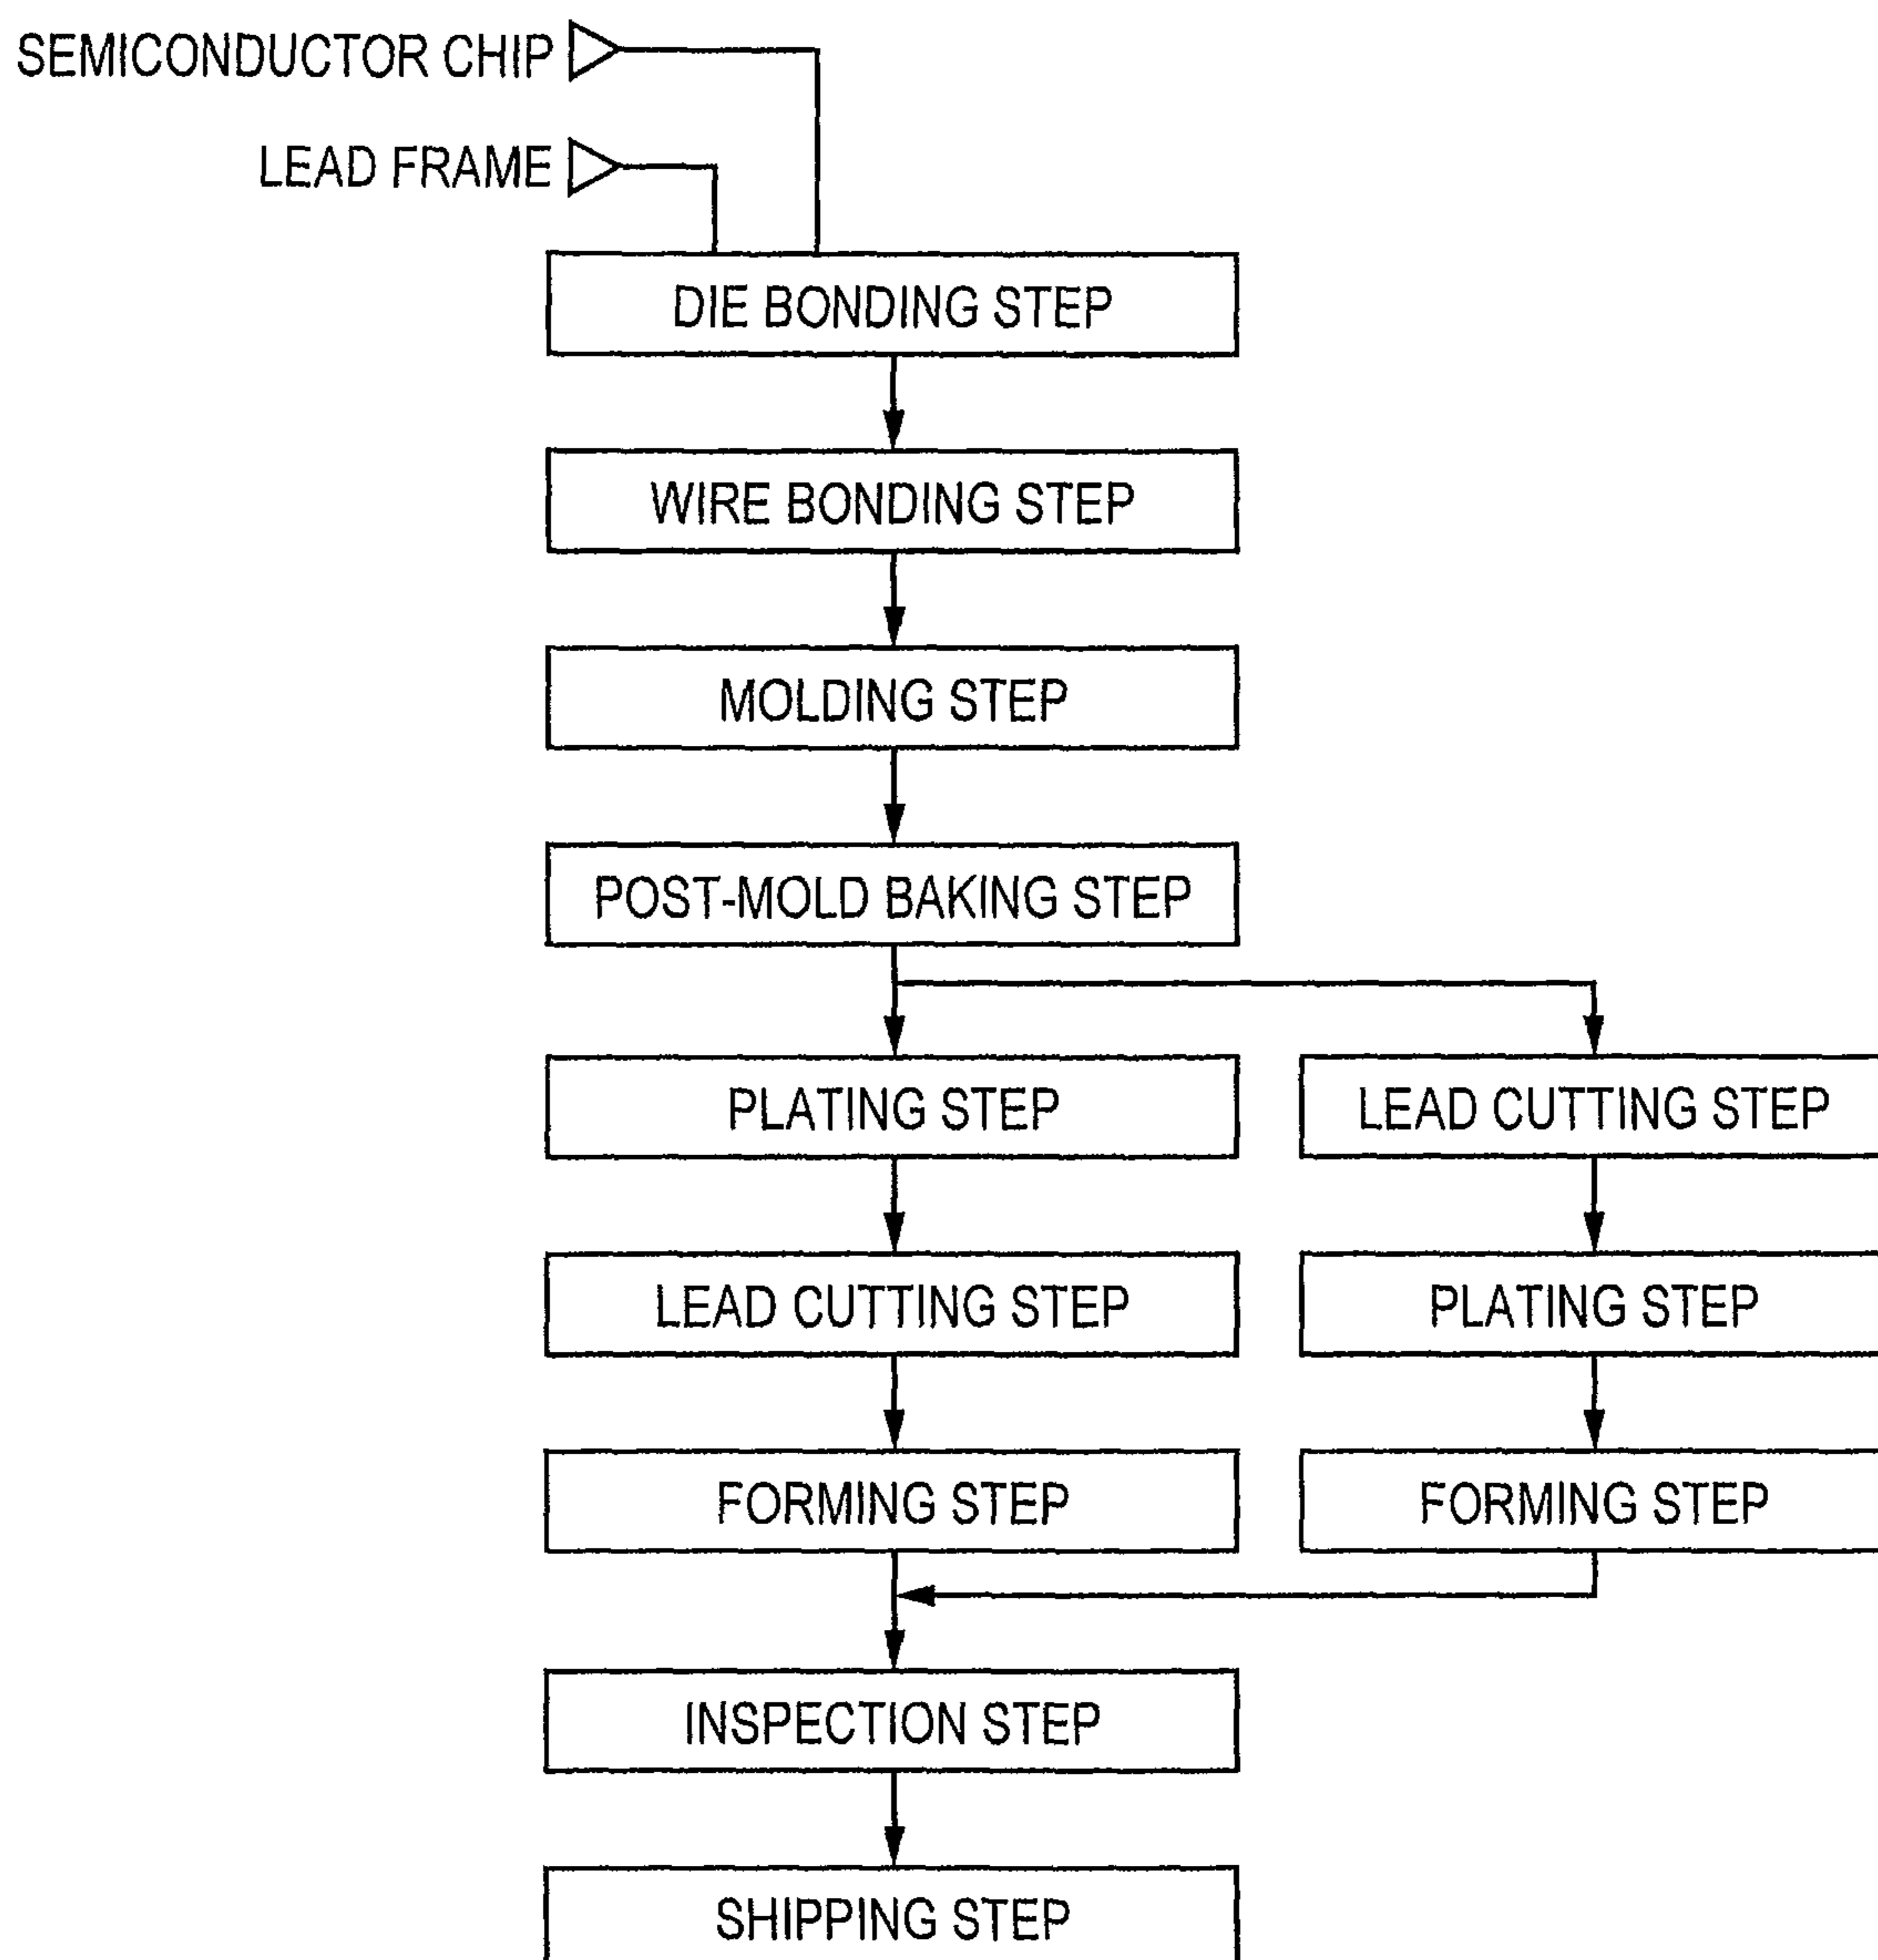 SEMICONDUCTOR CHIP
LEAD FRAME
DIE BONDING STEP
WIRE BONDING STEP
MOLDING STEP
POST-MOLD BAKING STEP
PLATING STEP
LEAD CUTTING STEP
LEAD CUTTING STEP
PLATING STEP
FORMING STEP
FORMING STEP
INSPECTION STEP
SHIPPING STEP